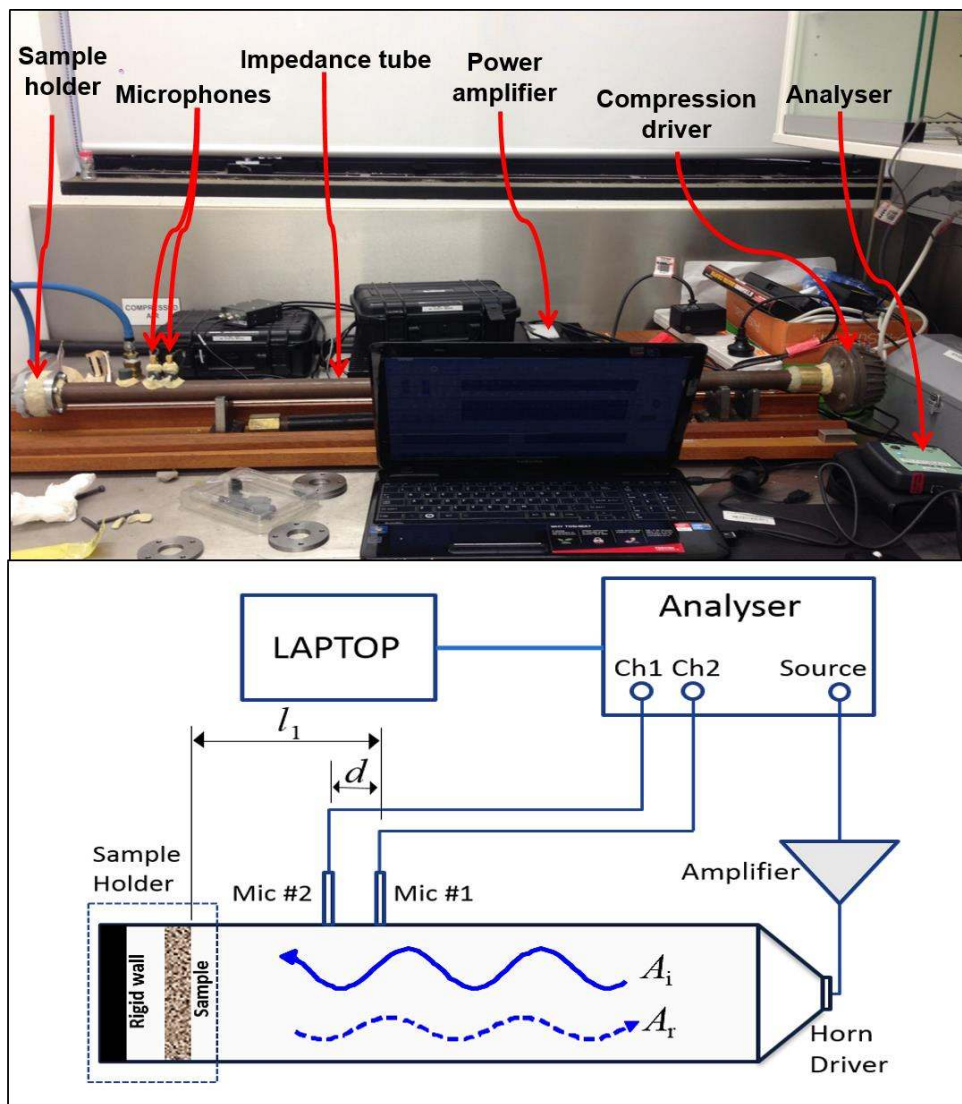 Sample
holder
Microphones
Impedance tube
Power
amplifier
Compression
driver
Analyser
COMPRESSED
AIR
LAPTOP
Analyser
Ch1 Ch2 Source
l₁
d
Sample
Holder
Mic #2 Mic #1
Amplifier
Rigid wall
Sample
Aᵢ
Aᵣ
Horn
Driver